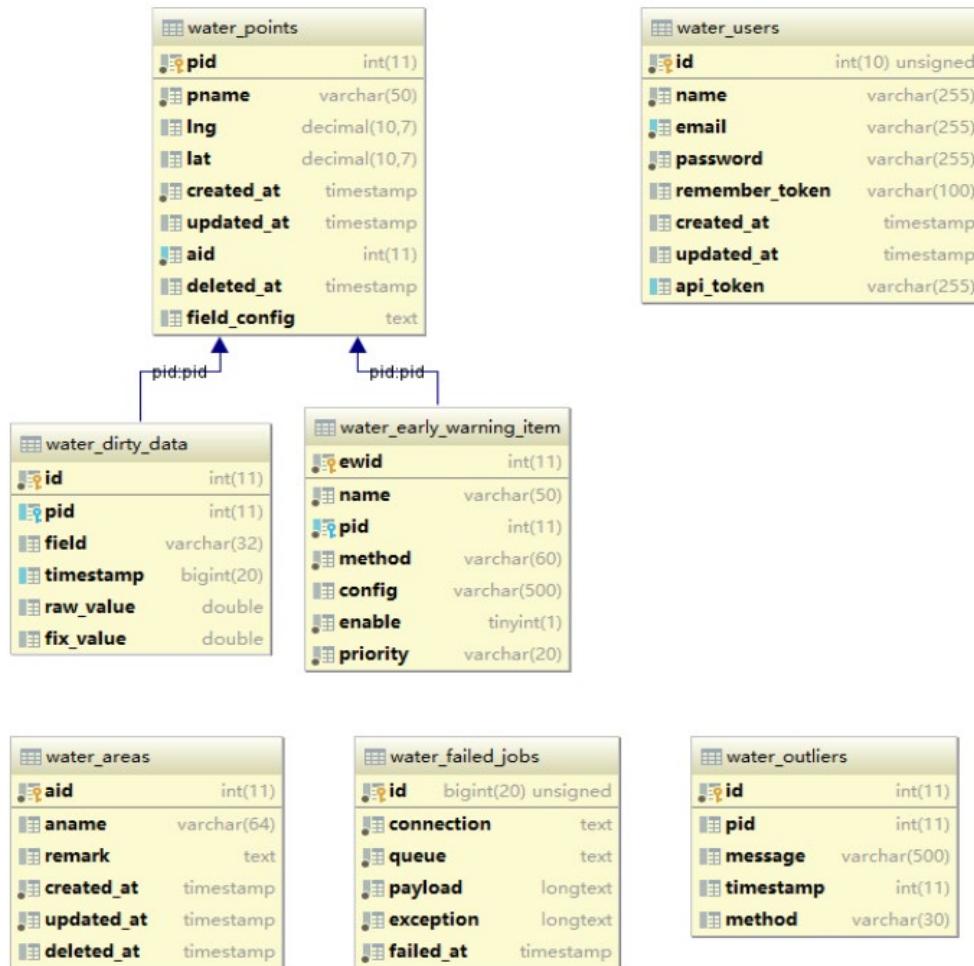 water_points
pid int(11)
pname varchar(50)
lng decimal(10,7)
lat decimal(10,7)
created_at timestamp
updated_at timestamp
aid int(11)
deleted_at timestamp
field_config text
water_users
id int(10) unsigned
name varchar(255)
email varchar(255)
password varchar(255)
remember_token varchar(100)
created_at timestamp
updated_at timestamp
api_token varchar(255)
pid:pid
pid:pid
water_dirty_data
id int(11)
pid int(11)
field varchar(32)
timestamp bigint(20)
raw_value double
fix_value double
water_early_warning_item
ewid int(11)
name varchar(50)
pid int(11)
method varchar(60)
config varchar(500)
enable tinyint(1)
priority varchar(20)
water_areas
aid int(11)
aname varchar(64)
remark text
created_at timestamp
updated_at timestamp
deleted_at timestamp
water_failed_jobs
id bigint(20) unsigned
connection text
queue text
payload longtext
exception longtext
failed_at timestamp
water_outliers
id int(11)
pid int(11)
message varchar(500)
timestamp int(11)
method varchar(30)